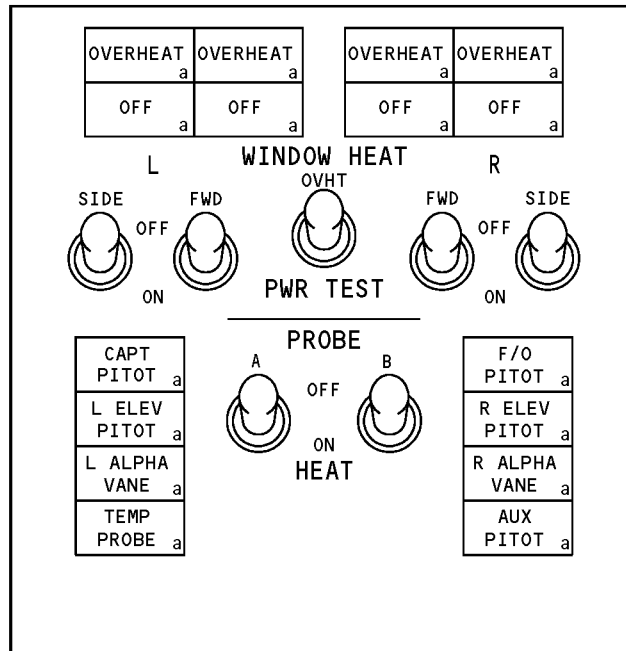 OVERHEAT a OVERHEAT a OVERHEAT a OVERHEAT a
OFF a OFF a OFF a OFF a
WINDOW HEAT
L R
OVHT
SIDE FWD FWD SIDE
OFF OFF
ON ON
PWR TEST
PROBE
A B
OFF
ON
HEAT
CAPT
PITOT a
L ELEV
PITOT a
L ALPHA
VANE a
TEMP
PROBE a
F/O
PITOT a
R ELEV
PITOT a
R ALPHA
VANE a
AUX
PITOT a